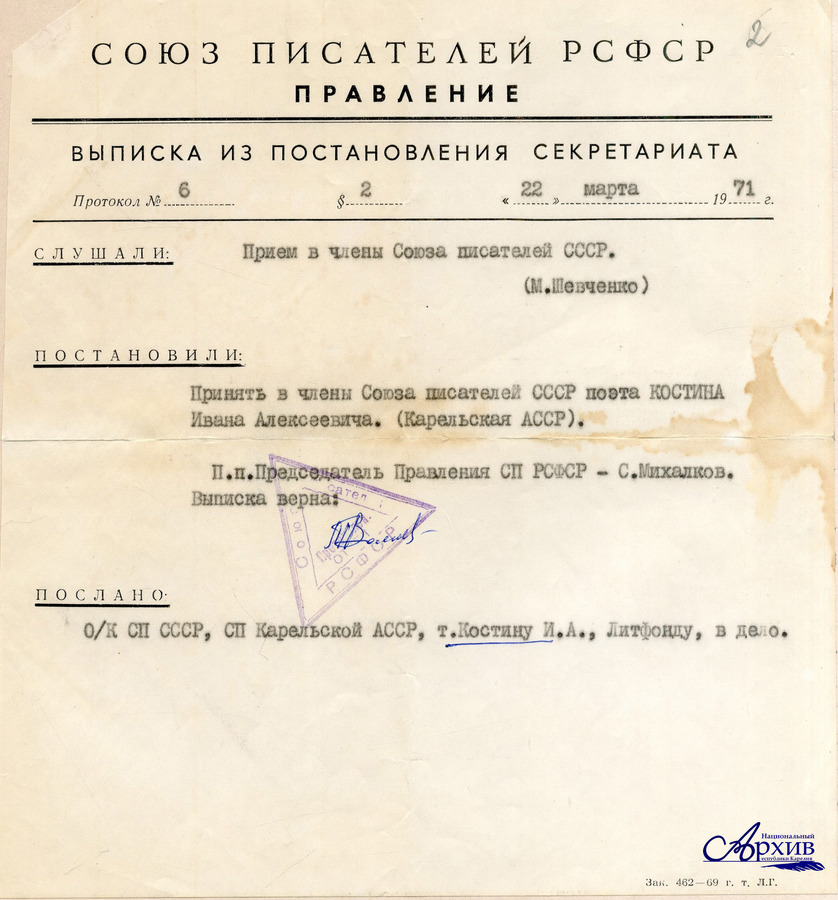 2
СОЮЗ ПИСАТЕЛЕЙ РСФСР
ПРАВЛЕНИЕ
ВЫПИСКА ИЗ ПОСТАНОВЛЕНИЯ СЕКРЕТАРИАТА
Протокол № 6 § 2 « 22 » марта 1971 г.
СЛУШАЛИ: Прием в члены Союза писателей СССР.
(М.Шевченко)
ПОСТАНОВИЛИ:
Принять в члены Союза писателей СССР поэта КОСТИНА
Ивана Алексеевича. (Карельская АССР).
П.п.Председатель Правления СП РСФСР - С.Михалков.
Выписка верна:
Союз
РСФСР
ПОСЛАНО:
О/К СП СССР, СП Карельской АССР, т.Костину И.А., Литфонду, в дело.
Национальный
Архив
еспублики Карелия
Зак. 462—69 г. т. Л.Г.